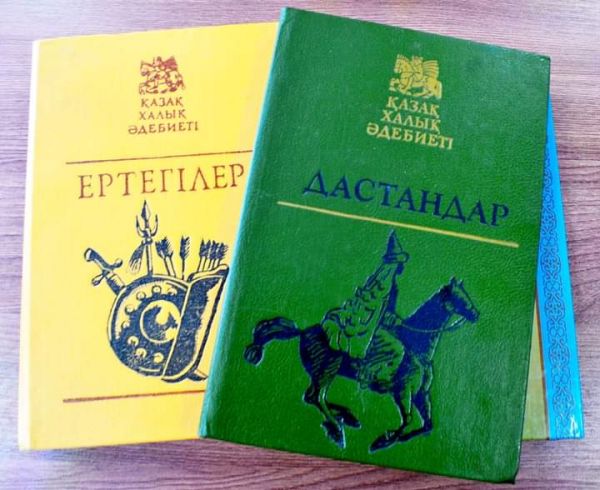 ҚАЗАҚ
ХАЛЫҚ
ӘДЕБИЕТІ
ЕРТЕГІЛЕР
ҚАЗАҚ
ХАЛЫҚ
ӘДЕБИЕТІ
ДАСТАНДАР